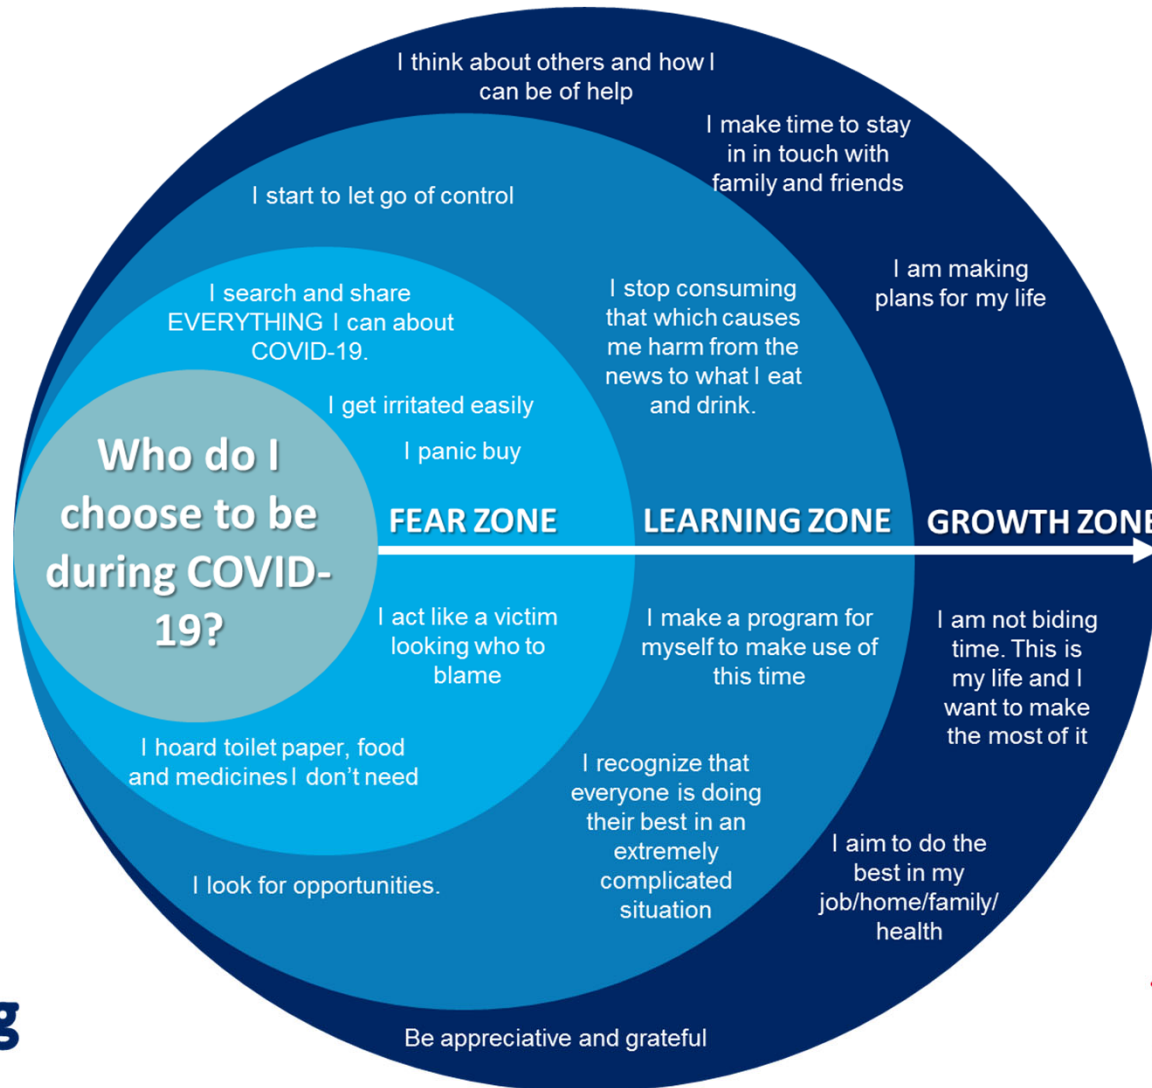 I think about others and how I
can be of help
I make time to stay
in in touch with
family and friends
I start to let go of control
I am making
plans for my life
I search and share
EVERYTHING I can about
COVID-19.
I stop consuming
that which causes
me harm from the
news to what I eat
and drink.
I get irritated easily
I panic buy
Who do I
choose to be
during COVID-
19?
FEAR ZONE
LEARNING ZONE
GROWTH ZONE
I act like a victim
looking who to
blame
I make a program for
myself to make use of
this time
I am not biding
time. This is
my life and I
want to make
the most of it
I hoard toilet paper, food
and medicines I don’t need
I recognize that
everyone is doing
their best in an
extremely
complicated
situation
I aim to do the
best in my
job/home/family/
health
I look for opportunities.
g
Be appreciative and grateful